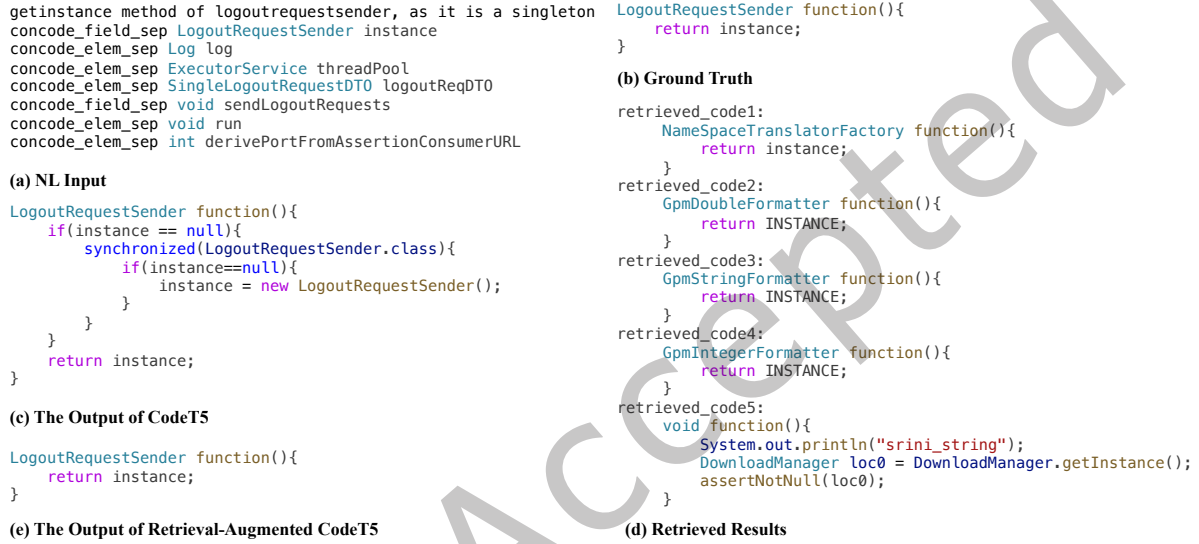 getinstance method of logoutrequestsender, as it is a singleton
concode_field_sep LogoutRequestSender instance
concode_elem_sep Log log
concode_elem_sep ExecutorService threadPool
concode_elem_sep SingleLogoutRequestDTO logoutReqDTO
concode_field_sep void sendLogoutRequests
concode_elem_sep void run
concode_elem_sep int derivePortFromAssertionConsumerURL
(a) NL Input
LogoutRequestSender function(){
    return instance;
}
(b) Ground Truth
LogoutRequestSender function(){
    if(instance == null){
        synchronized(LogoutRequestSender.class){
            if(instance==null){
                instance = new LogoutRequestSender();
            }
        }
    }
    return instance;
}
(c) The Output of CodeT5
LogoutRequestSender function(){
    return instance;
}
(e) The Output of Retrieval-Augmented CodeT5
retrieved_code1:
    NameSpaceTranslatorFactory function(){
        return instance;
    }
retrieved_code2:
    GpmDoubleFormatter function(){
        return INSTANCE;
    }
retrieved_code3:
    GpmStringFormatter function(){
        return INSTANCE;
    }
retrieved_code4:
    GpmIntegerFormatter function(){
        return INSTANCE;
    }
retrieved_code5:
    void function(){
        System.out.println("srini_string");
        DownloadManager loc0 = DownloadManager.getInstance();
        assertNotNull(loc0);
    }
(d) Retrieved Results
Accepted